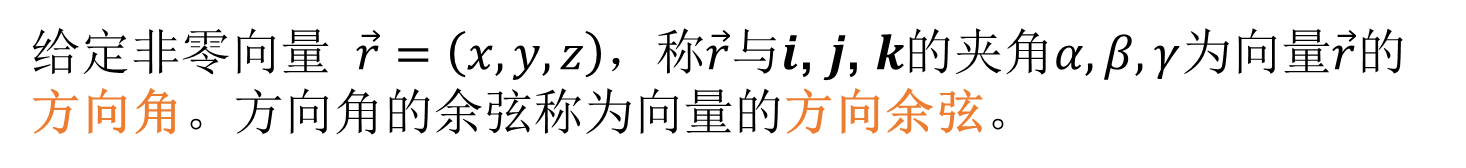 给定非零向量 $\vec{r} = (x, y, z)$，称$\vec{r}$与$\boldsymbol{i}, \boldsymbol{j}, \boldsymbol{k}$的夹角$\alpha, \beta, \gamma$为向量$\vec{r}$的
方向角。方向角的余弦称为向量的方向余弦。